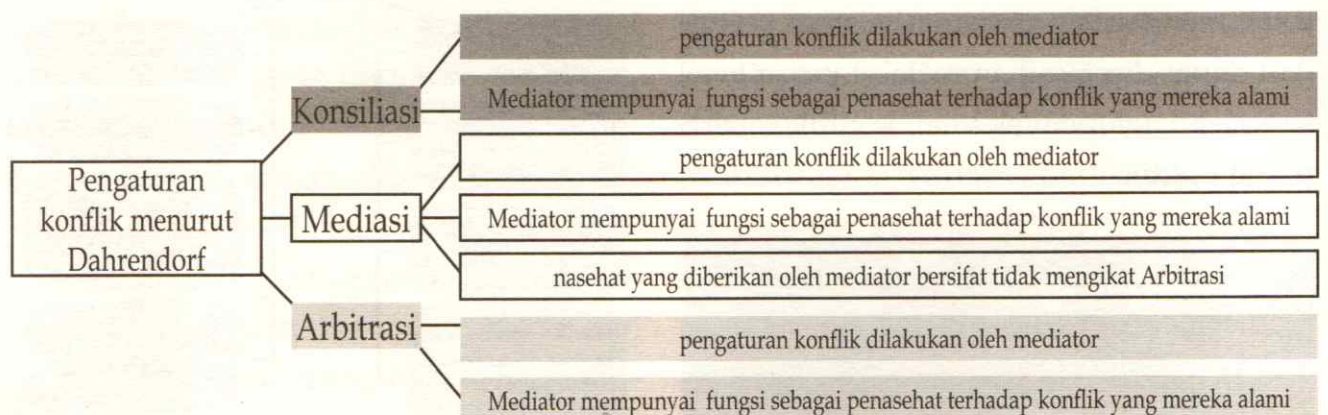 Pengaturan
konflik menurut
Dahrendorf
Konsiliasi
pengaturan konflik dilakukan oleh mediator
Mediator mempunyai fungsi sebagai penasehat terhadap konflik yang mereka alami
Mediasi
pengaturan konflik dilakukan oleh mediator
Mediator mempunyai fungsi sebagai penasehat terhadap konflik yang mereka alami
nasehat yang diberikan oleh mediator bersifat tidak mengikat Arbitrasi
Arbitrasi
pengaturan konflik dilakukan oleh mediator
Mediator mempunyai fungsi sebagai penasehat terhadap konflik yang mereka alami